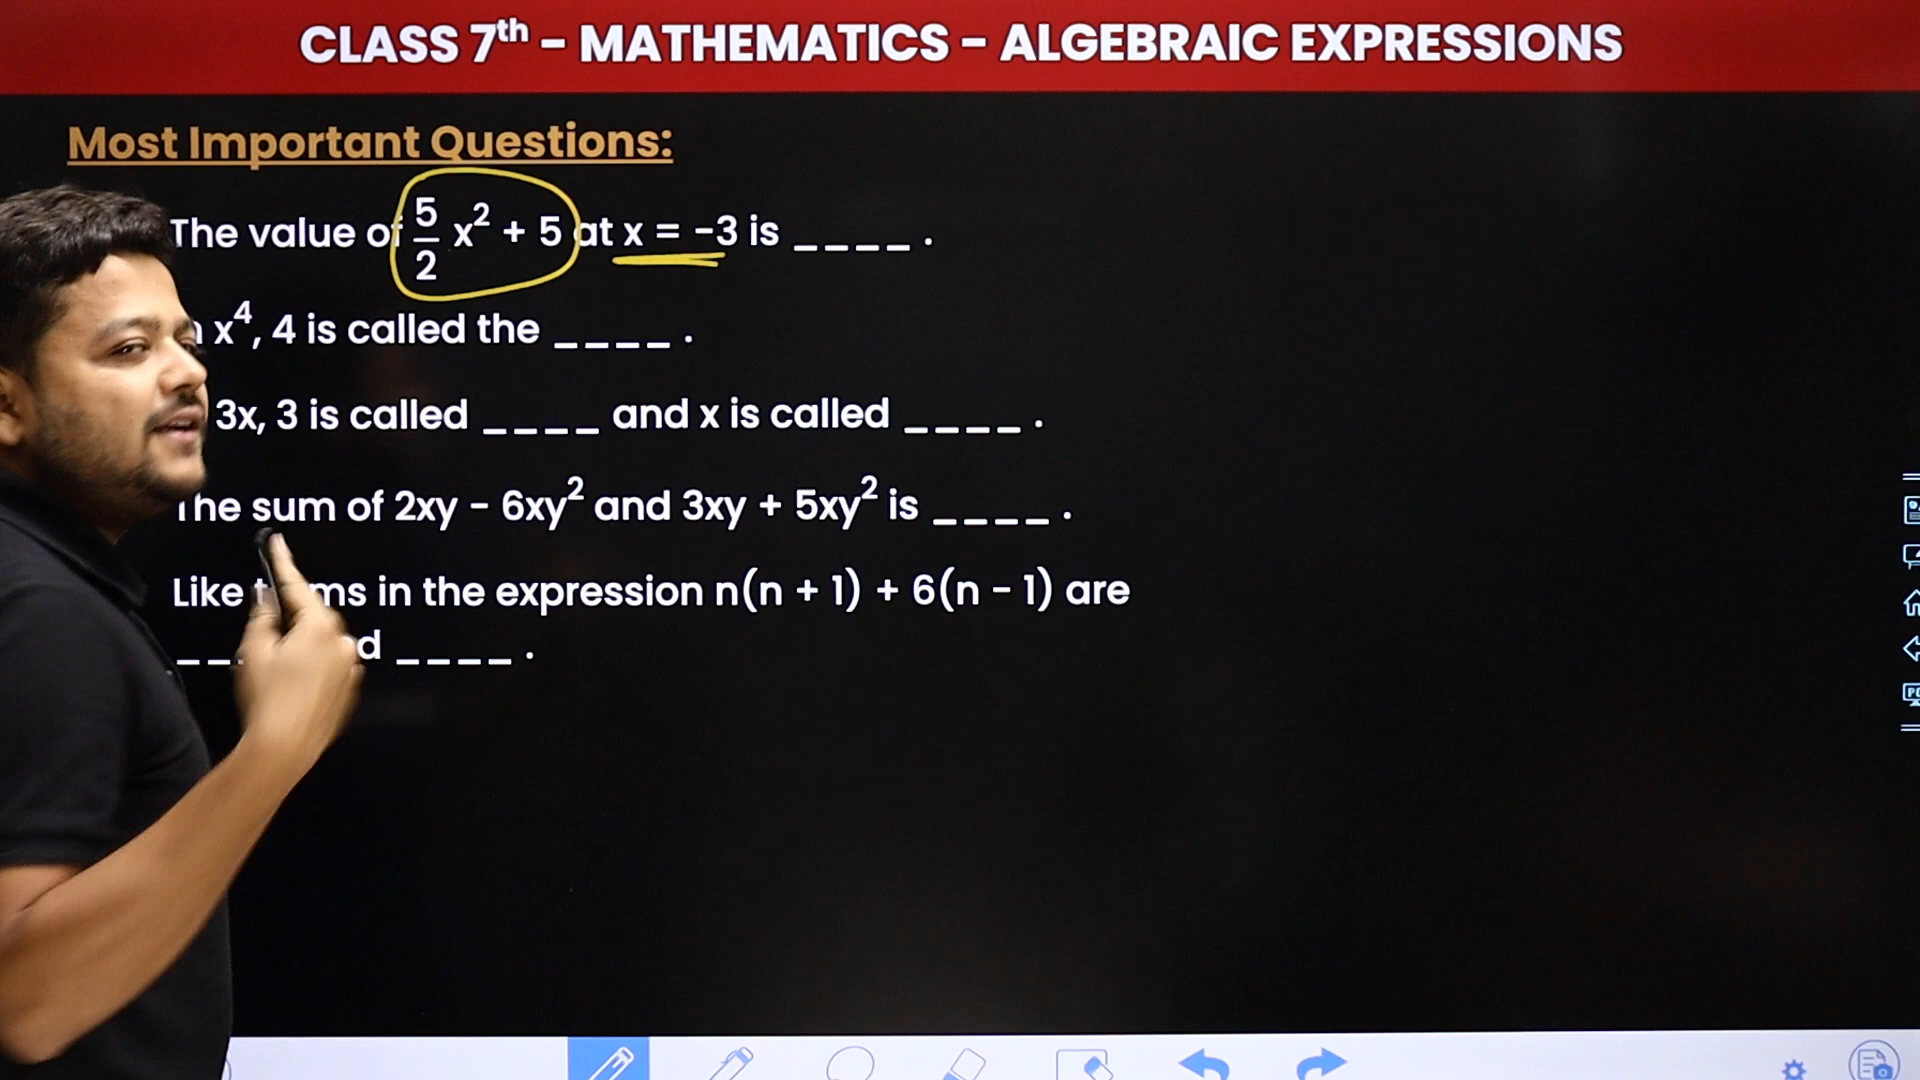 CLASS 7th - MATHEMATICS - ALGEBRAIC EXPRESSIONS
Most Important Questions:
The value of 5/2 x² + 5 at x = -3 is ____ .
x⁴, 4 is called the ____ .
3x, 3 is called ____ and x is called ____ .
The sum of 2xy - 6xy² and 3xy + 5xy² is ____ .
Like terms in the expression n(n + 1) + 6(n - 1) are
____ .